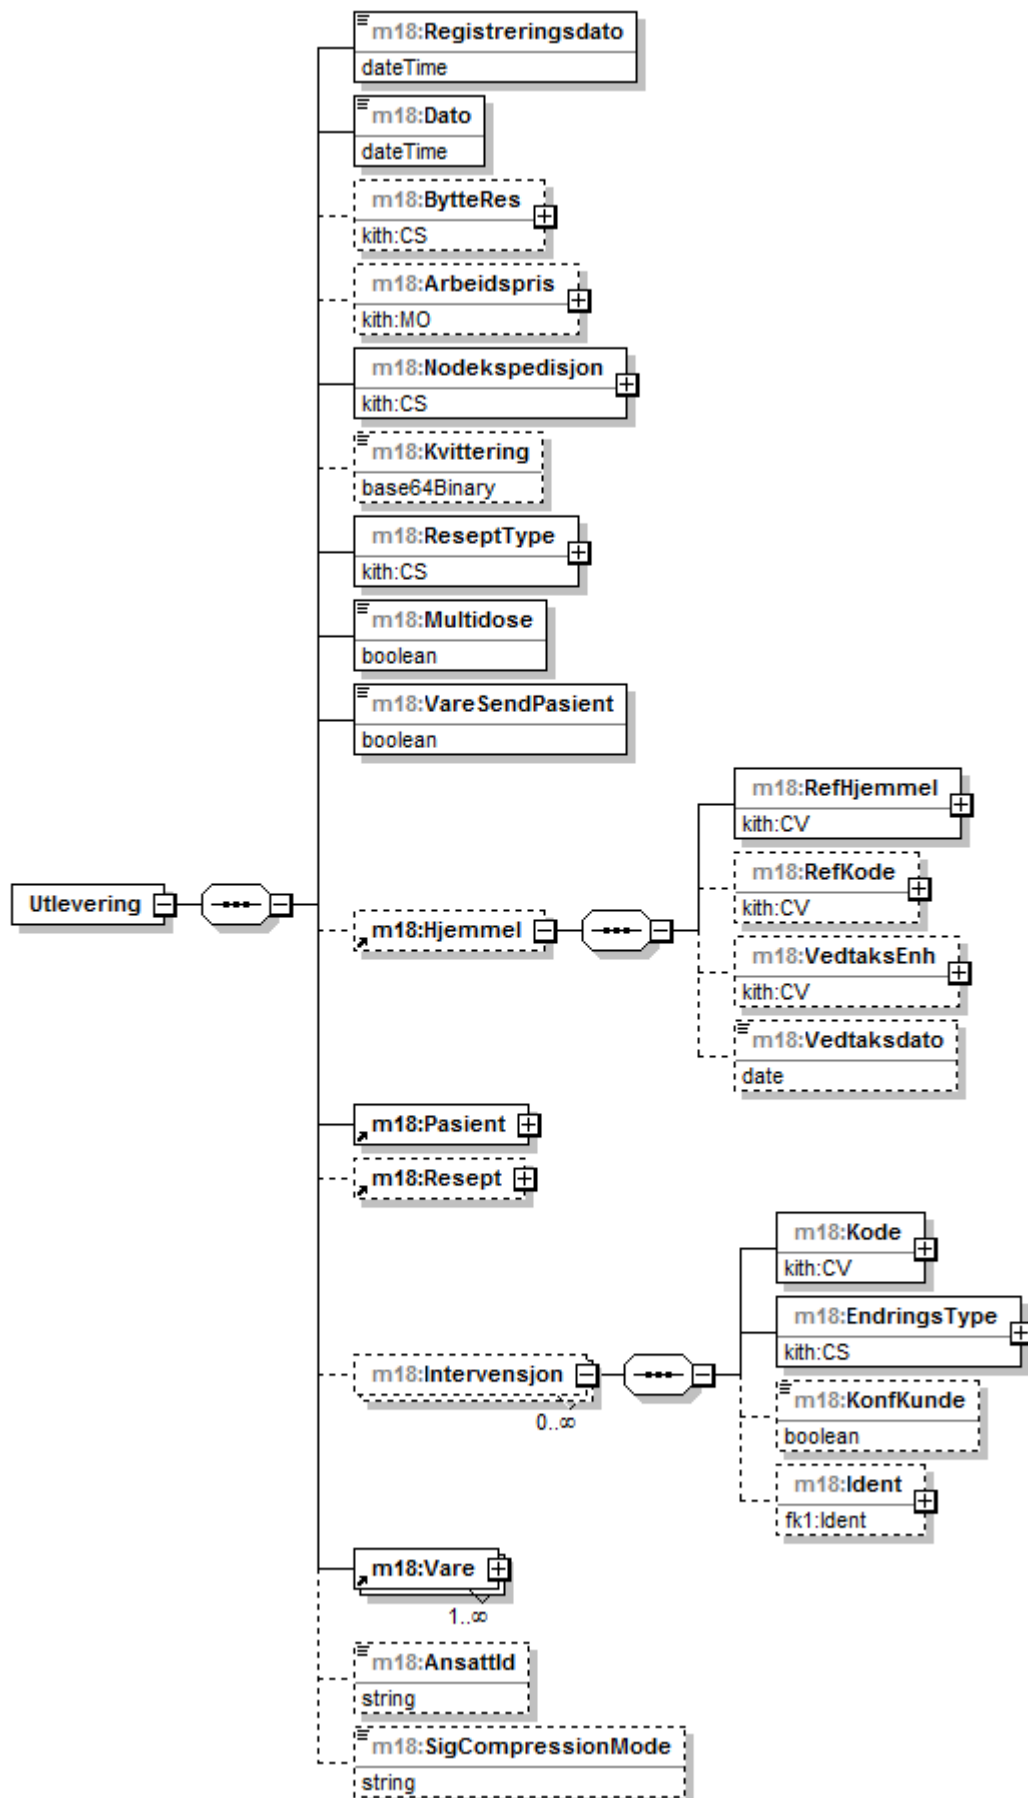 m18:Registreringsdato
dateTime
m18:Dato
dateTime
m18:BytteRes
kith:CS
m18:Arbeidspris
kith:MO
m18:Nodekspedisjon
kith:CS
m18:Kvittering
base64Binary
m18:ReseptType
kith:CS
m18:Multidose
boolean
m18:VareSendPasient
boolean
Utlevering
m18:Hjemmel
m18:RefHjemmel
kith:CV
m18:RefKode
kith:CV
m18:VedtaksEnh
kith:CV
m18:Vedtaksdato
date
m18:Pasient
m18:Resept
m18:Intervensjon
0..∞
m18:Kode
kith:CV
m18:EndringsType
kith:CS
m18:KonfKunde
boolean
m18:Ident
fk1:Ident
m18:Vare
1..∞
m18:AnsattId
string
m18:SigCompressionMode
string